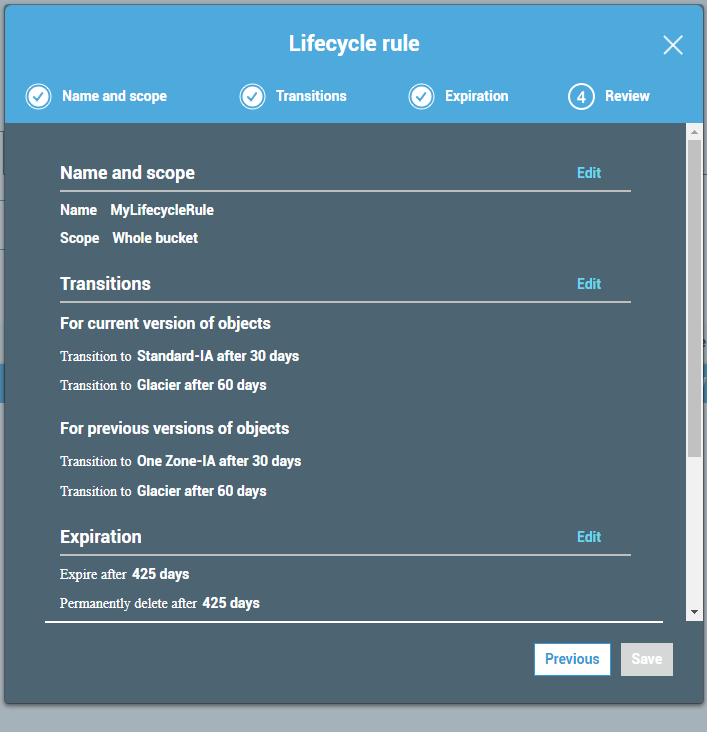 Lifecycle rule
Name and scope
Transitions
Expiration
4 Review
Name and scope Edit
Name MyLifecycleRule
Scope Whole bucket
Transitions Edit
For current version of objects
Transition to Standard-IA after 30 days
Transition to Glacier after 60 days
For previous versions of objects
Transition to One Zone-IA after 30 days
Transition to Glacier after 60 days
Expiration Edit
Expire after 425 days
Permanently delete after 425 days
Previous Save